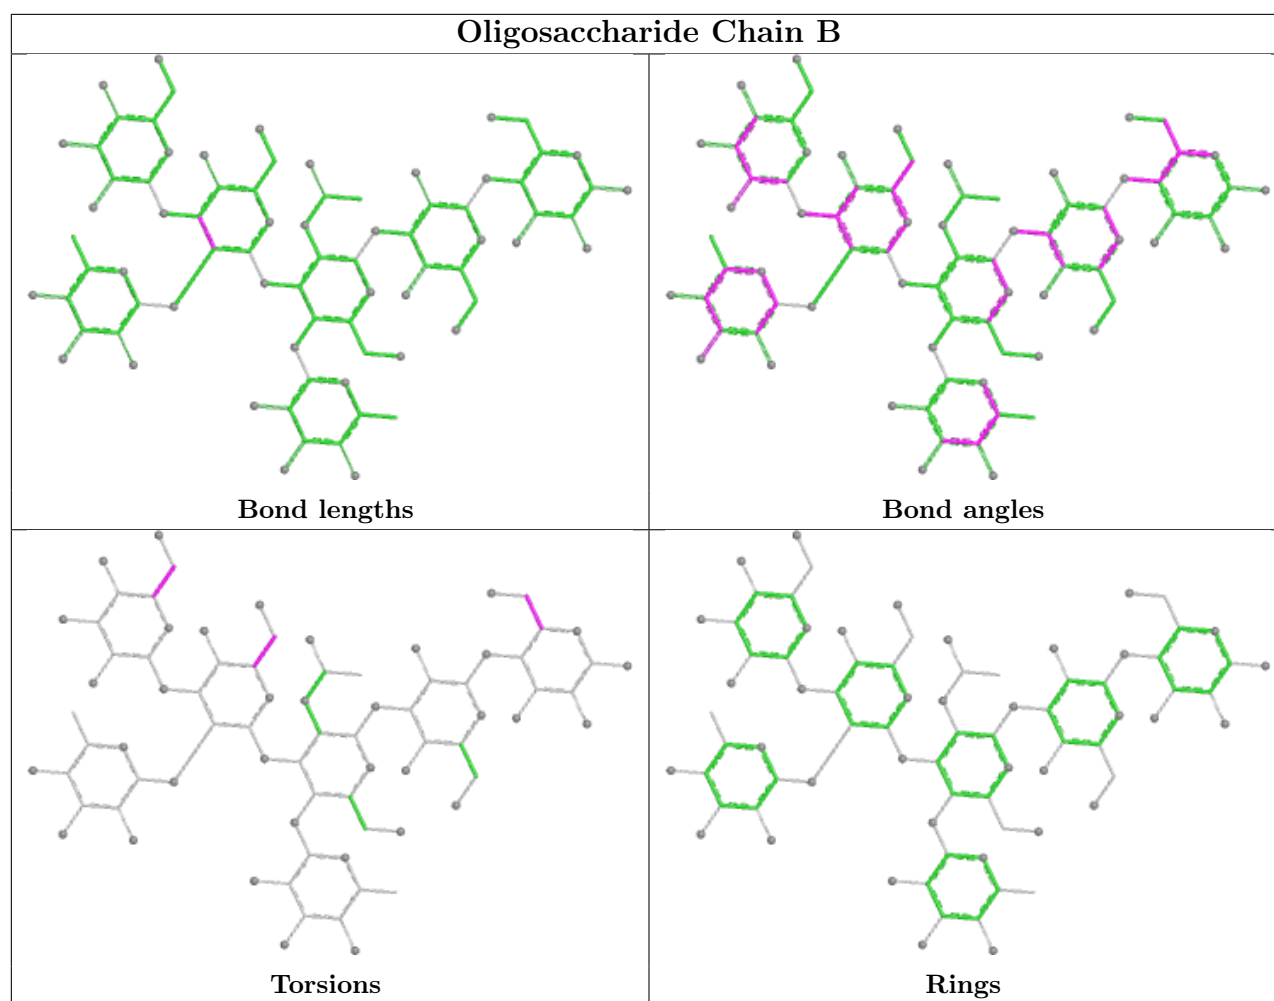 Oligosaccharide Chain B
Bond lengths
Bond angles
Torsions
Rings